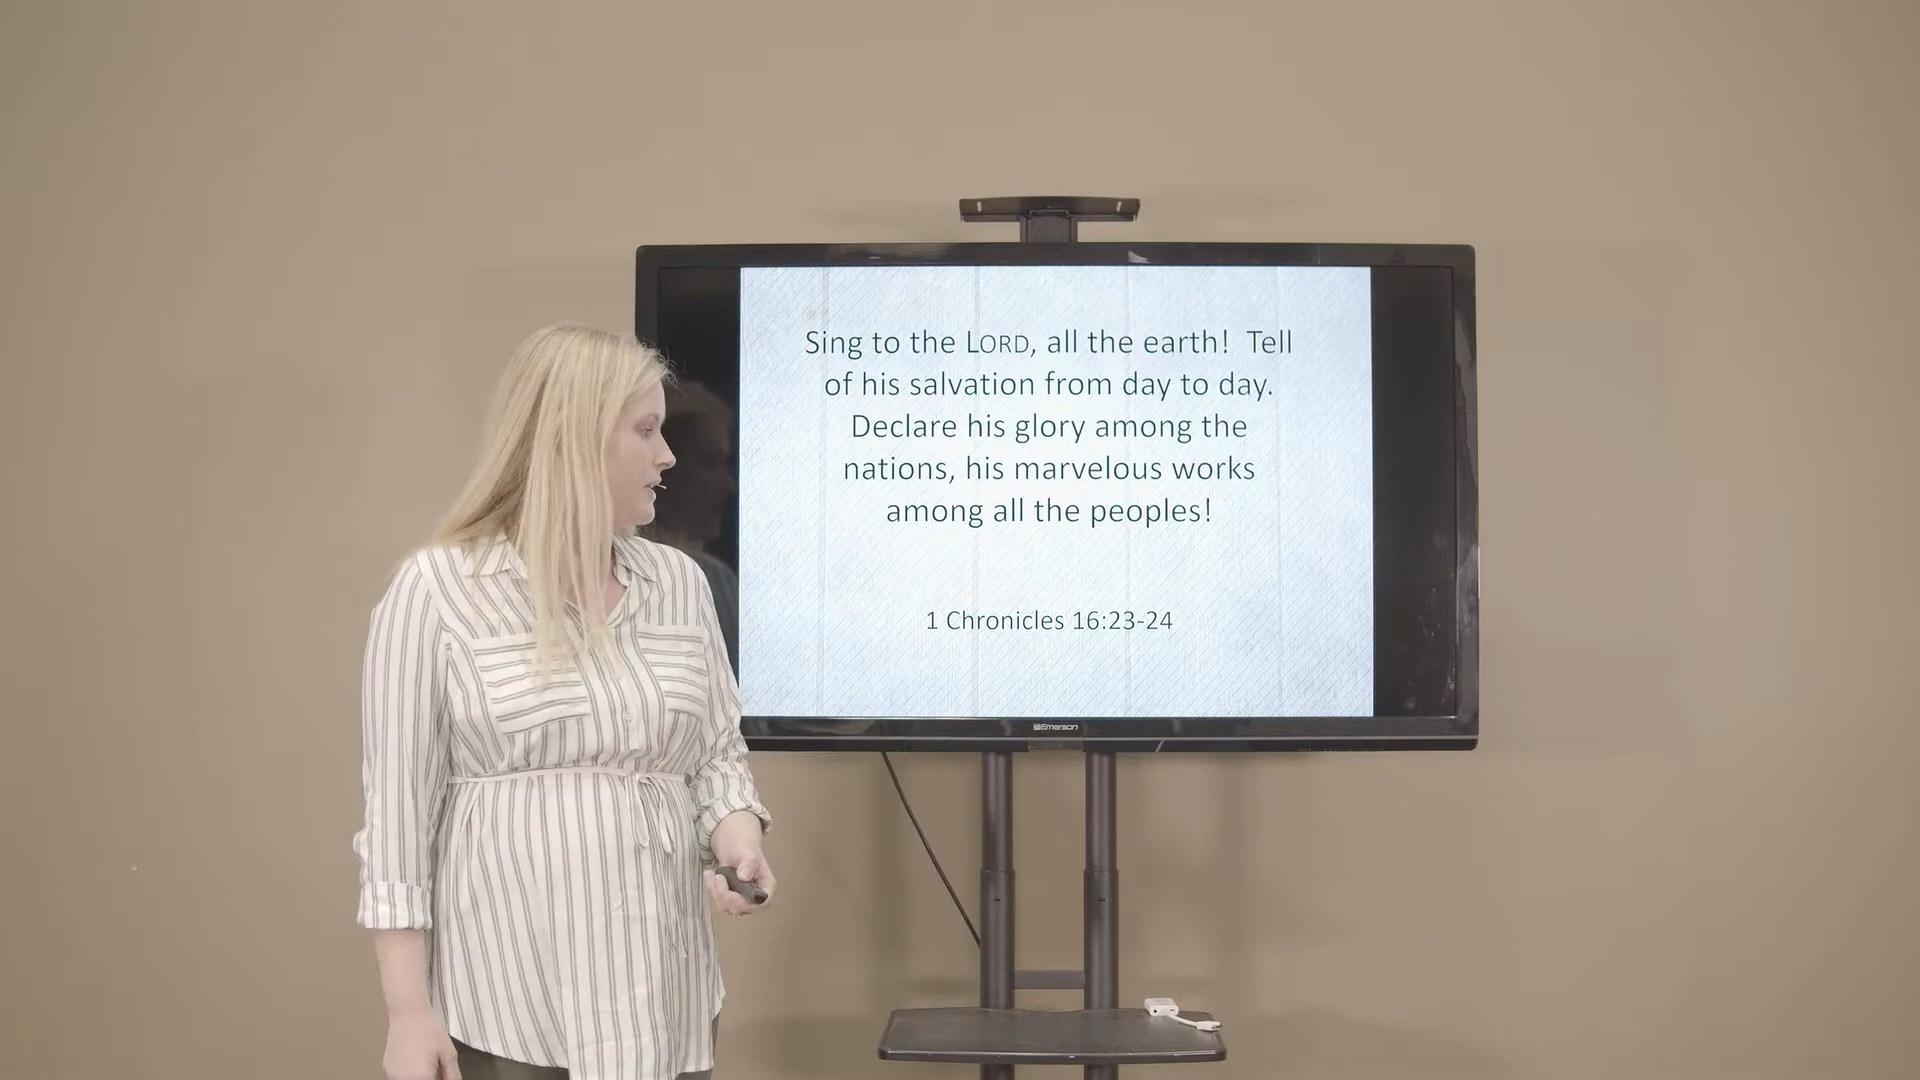 Sing to the LORD, all the earth!  Tell
of his salvation from day to day.
Declare his glory among the
nations, his marvelous works
among all the peoples!
1 Chronicles 16:23-24
Emerson